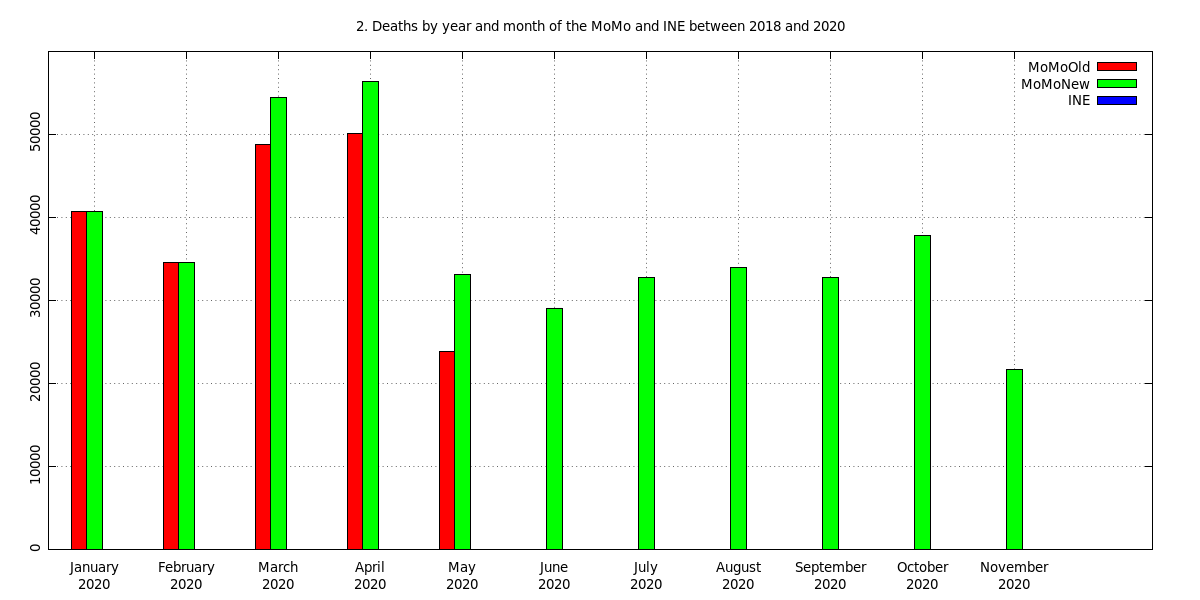 2. Deaths by year and month of the MoMo and INE between 2018 and 2020
MoMoOld
MoMoNew
INE
50000
40000
30000
20000
10000
0
January February March April May June July August September October November
2020 2020 2020 2020 2020 2020 2020 2020 2020 2020 2020